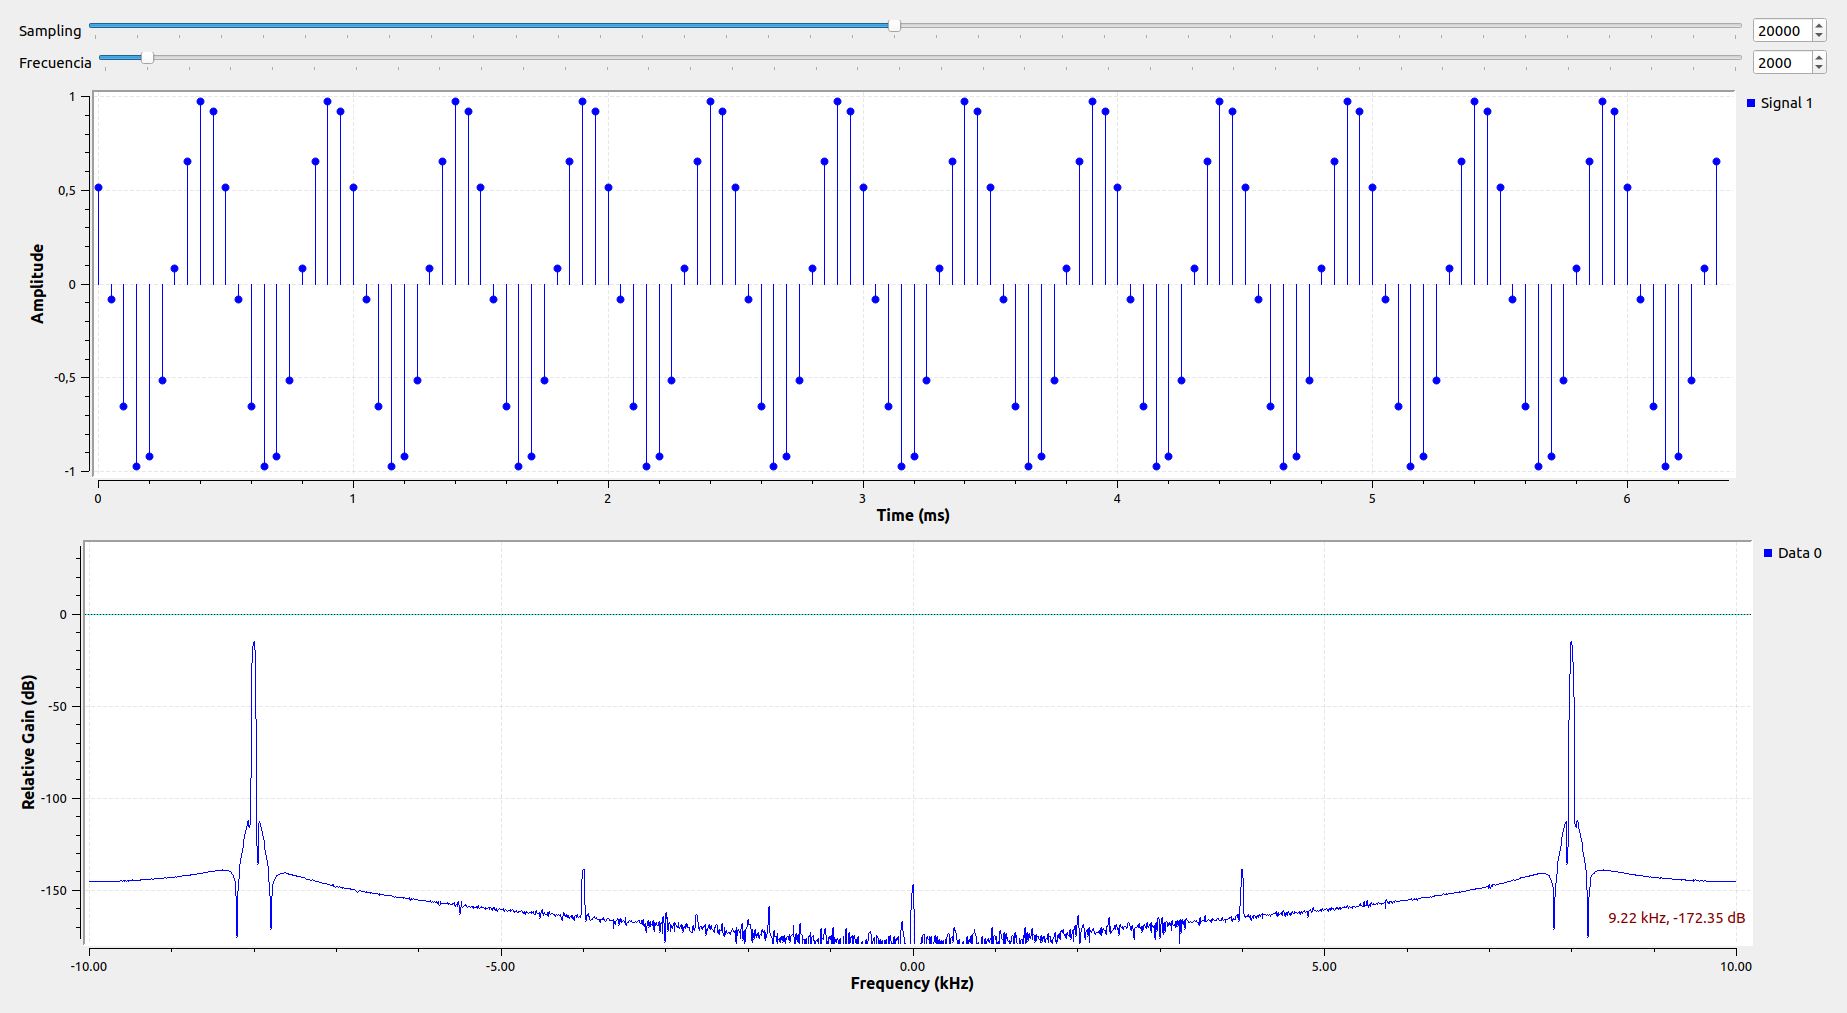 Sampling 20000
Frecuencia 2000
Signal 1
Amplitude
1
0,5
0
-0,5
-1
0 1 2 3 4 5 6
Time (ms)
Data 0
Relative Gain (dB)
0
-50
-100
-150
9.22 kHz, -172.35 dB
-10.00 -5.00 0.00 5.00 10.00
Frequency (kHz)